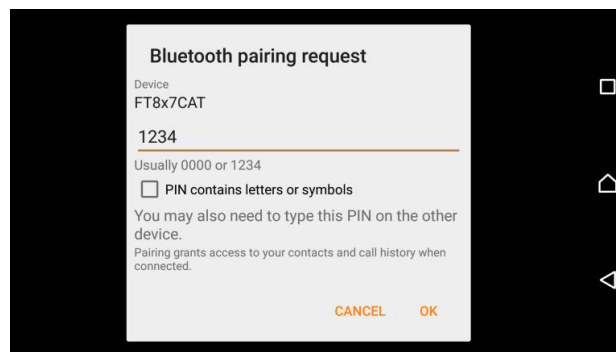 Bluetooth pairing request
Device
FT8x7CAT
1234
Usually 0000 or 1234
PIN contains letters or symbols
You may also need to type this PIN on the other
device.
Pairing grants access to your contacts and call history when
connected.
CANCEL OK